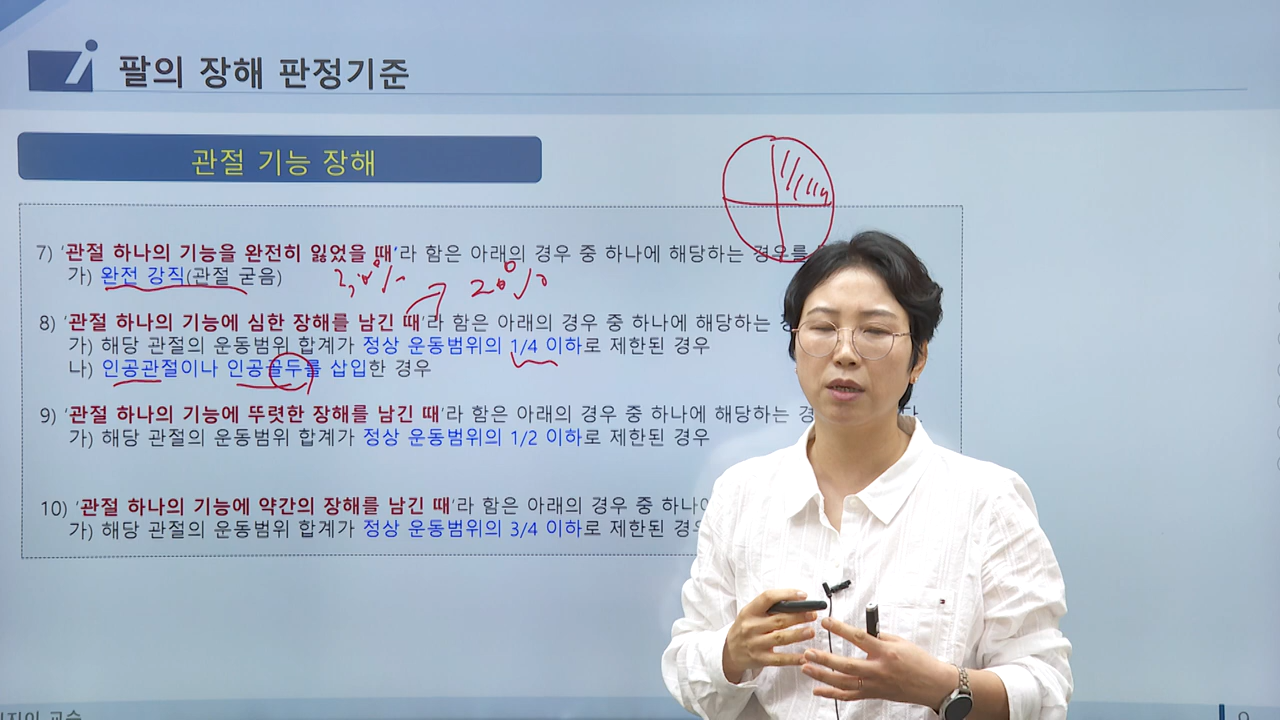 팔의 장해 판정기준
관절 기능 장해
7) '관절 하나의 기능을 완전히 잃었을 때'라 함은 아래의 경우 중 하나에 해당하는 경우를
가) 완전 강직(관절 굳음)
20%
8) '관절 하나의 기능에 심한 장해를 남긴 때'라 함은 아래의 경우 중 하나에 해당하는
가) 해당 관절의 운동범위 합계가 정상 운동범위의 1/4 이하로 제한된 경우
나) 인공관절이나 인공골두를 삽입한 경우
9) '관절 하나의 기능에 뚜렷한 장해를 남긴 때'라 함은 아래의 경우 중 하나에 해당하는
가) 해당 관절의 운동범위 합계가 정상 운동범위의 1/2 이하로 제한된 경우
10) '관절 하나의 기능에 약간의 장해를 남긴 때'라 함은 아래의 경우 중
가) 해당 관절의 운동범위 합계가 정상 운동범위의 3/4 이하로 제한된